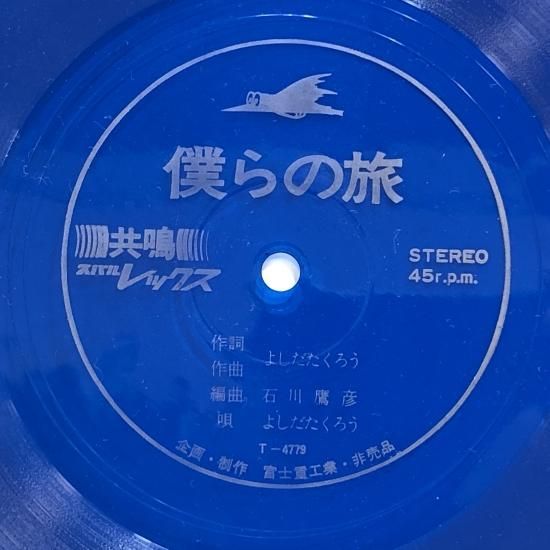 僕らの旅
共鳴
スバル レックス
STEREO
45r.p.m.
作詞
作曲 よしだたくろう
編曲 石川鷹彦
唄 よしだたくろう
T-4779
企画・制作 富士重工業・非売品